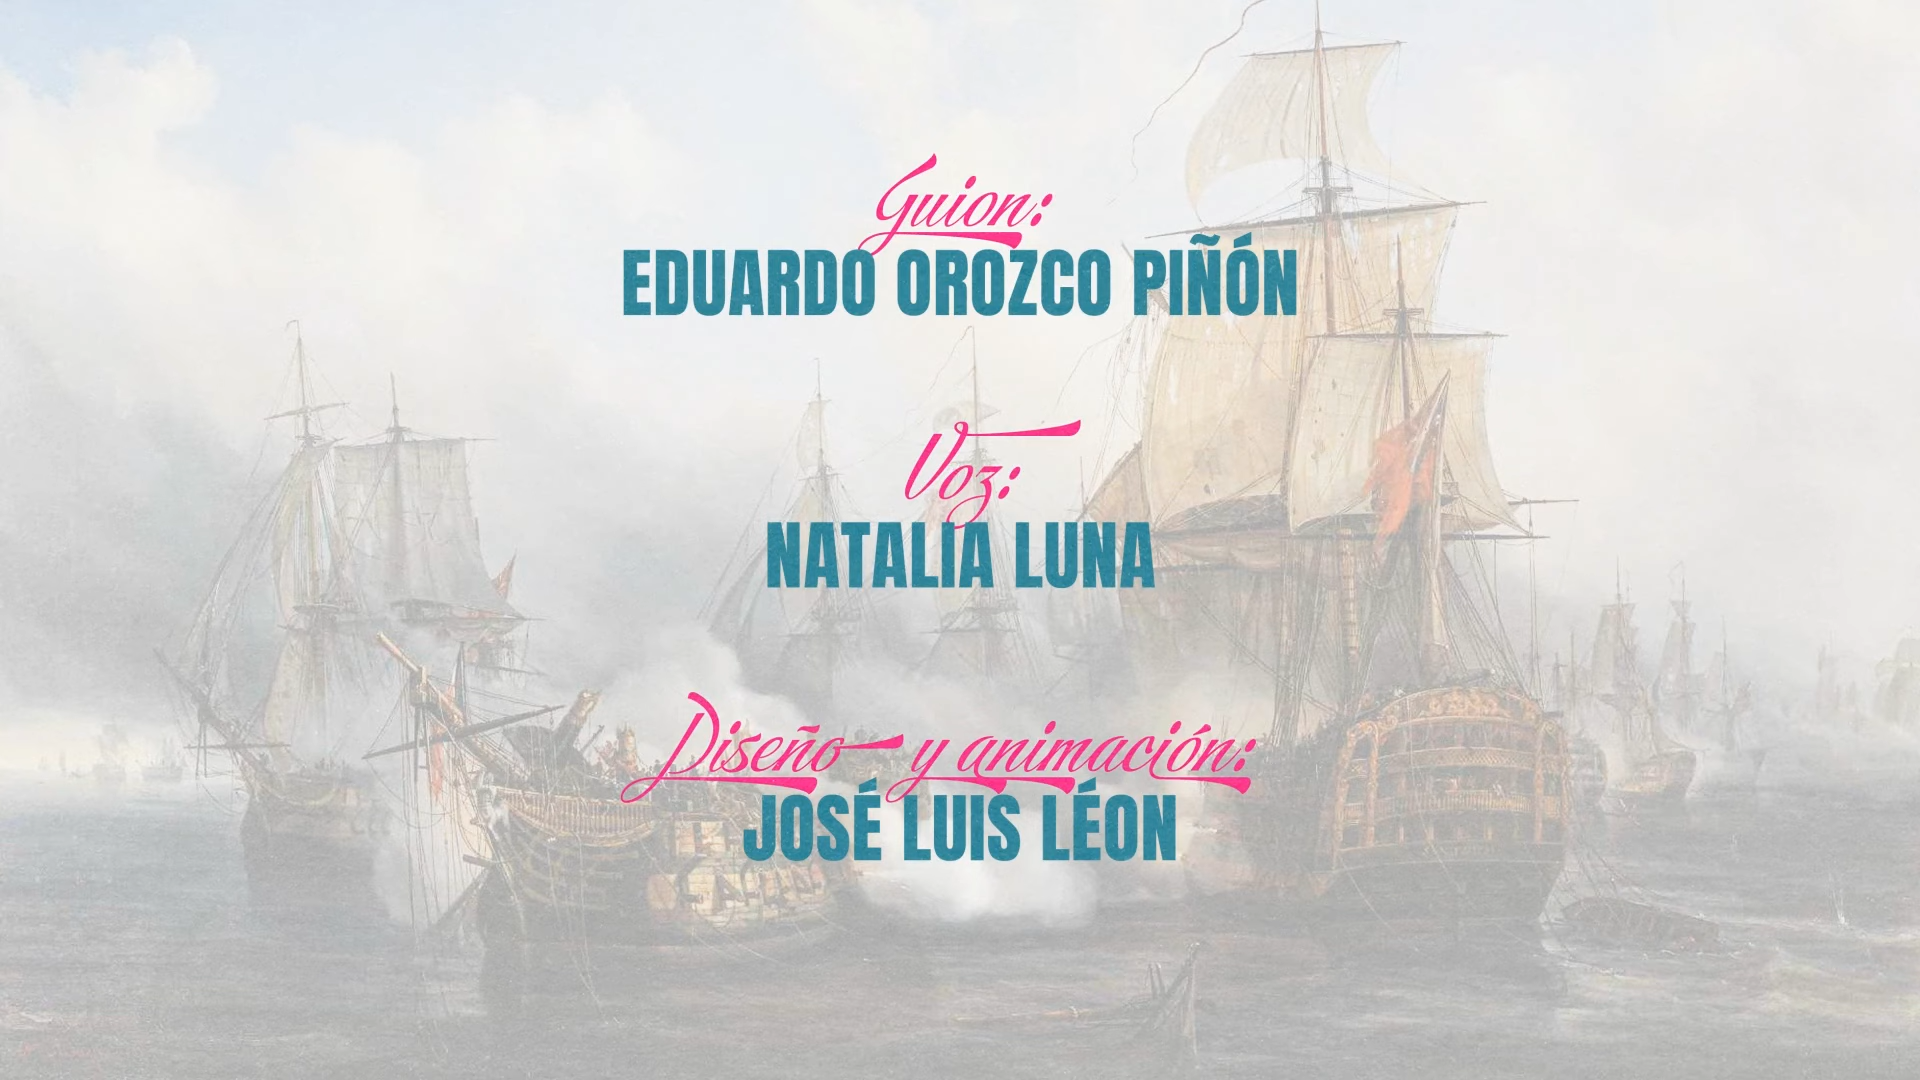 Guion:
EDUARDO OROZCO PIÑÓN
Voz:
NATALIA LUNA
Diseño y animación:
JOSÉ LUIS LÉON